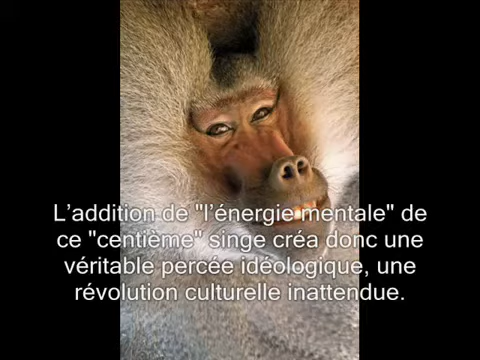 L’addition de "l’énergie mentale" de
ce "centième" singe créa donc une
véritable percée idéologique, une
révolution culturelle inattendue.